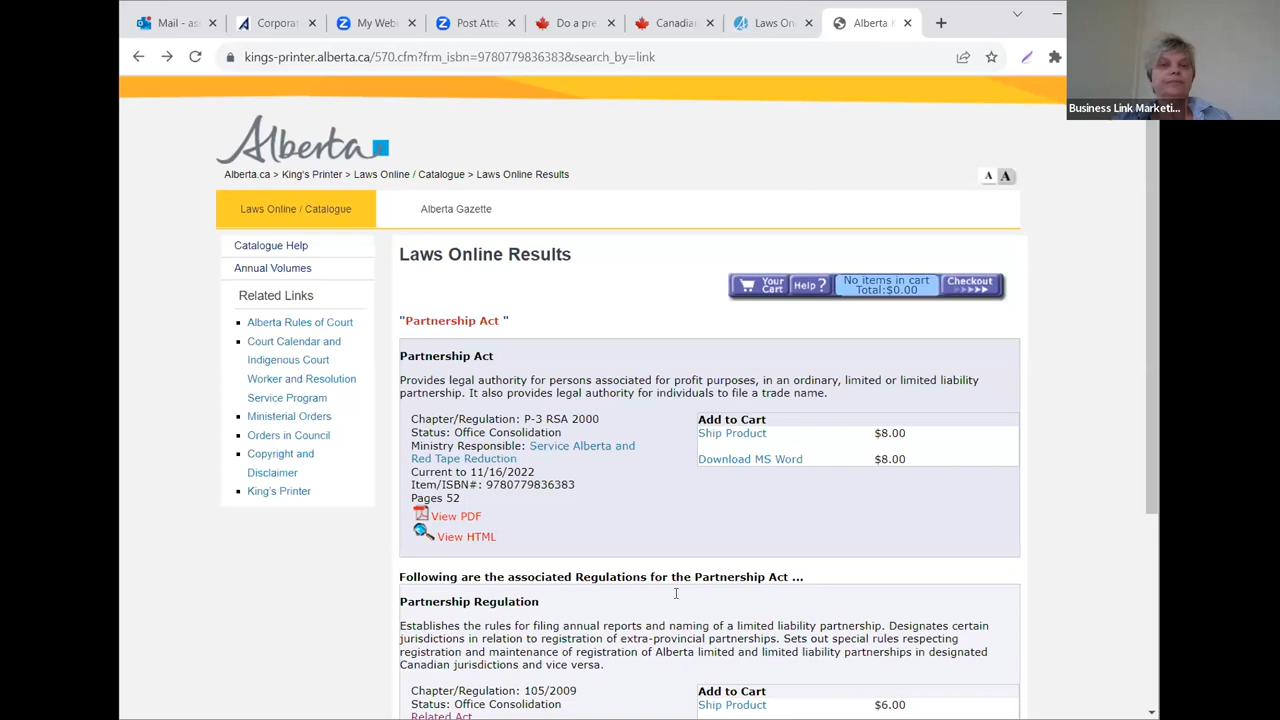 Mail - as
Corporat
My Web
Post Atte
Do a pre
Canadian
Laws On
Alberta K
kings-printer.alberta.ca/570.cfm?frm_isbn=9780779836383&search_by=link
Business Link Marketi...
Alberta
Alberta.ca > King's Printer > Laws Online / Catalogue > Laws Online Results
A A
Laws Online / Catalogue
Alberta Gazette
Catalogue Help
Annual Volumes
Related Links
Alberta Rules of Court
Court Calendar and
Indigenous Court
Worker and Resolution
Service Program
Ministerial Orders
Orders in Council
Copyright and
Disclaimer
King's Printer
Laws Online Results
Your
Cart
Help ?
No items in cart
Total:$0.00
Checkout
"Partnership Act "
Partnership Act
Provides legal authority for persons associated for profit purposes, in an ordinary, limited or limited liability
partnership. It also provides legal authority for individuals to file a trade name.
Chapter/Regulation: P-3 RSA 2000
Status: Office Consolidation
Ministry Responsible: Service Alberta and
Red Tape Reduction
Current to 11/16/2022
Item/ISBN#: 9780779836383
Pages 52
View PDF
View HTML
Add to Cart
Ship Product $8.00
Download MS Word $8.00
Following are the associated Regulations for the Partnership Act ...
Partnership Regulation
Establishes the rules for filing annual reports and naming of a limited liability partnership. Designates certain
jurisdictions in relation to registration of extra-provincial partnerships. Sets out special rules respecting
registration and maintenance of registration of Alberta limited and limited liability partnerships in designated
Canadian jurisdictions and vice versa.
Chapter/Regulation: 105/2009
Status: Office Consolidation
Related Act
Add to Cart
Ship Product $6.00